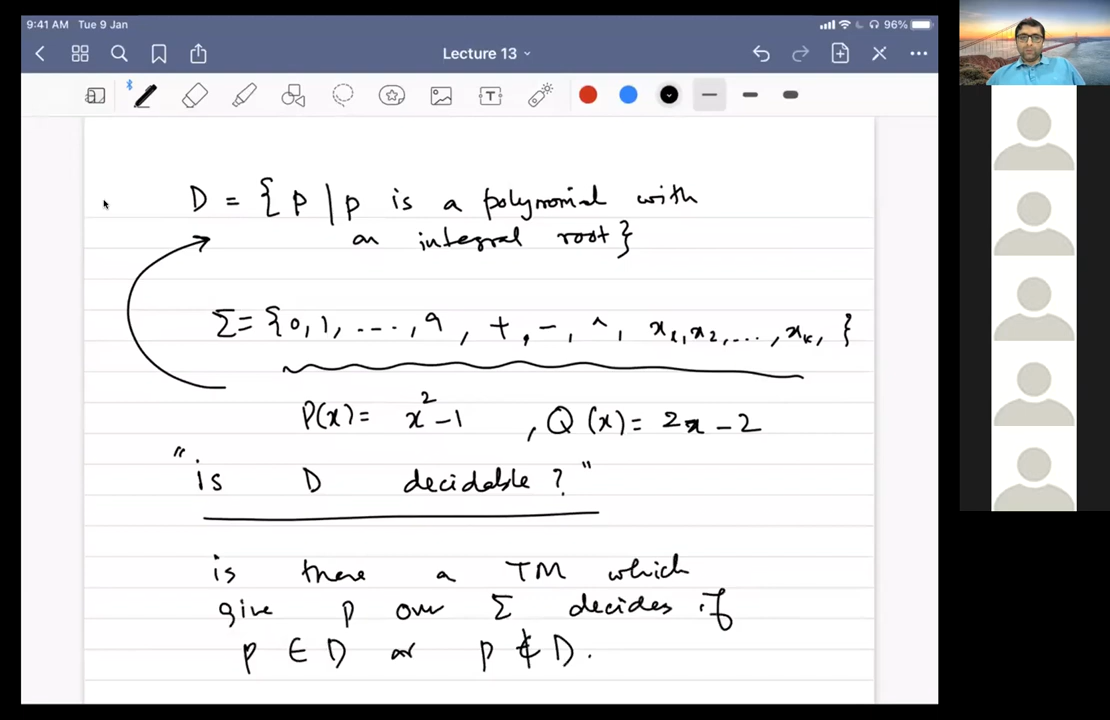 9:41 AM Tue 9 Jan
96%
Lecture 13
D = { p | p is a polynomial with
an integral root }
Σ = { 0, 1, ...., 9, +, -, ^, x₁, x₂, ..., xₖ, }
P(x) = x² - 1 , Q(x) = 2x - 2
"is D decidable ?"
is there a TM which
give p over Σ decides if
p ∈ D or p ∉ D.